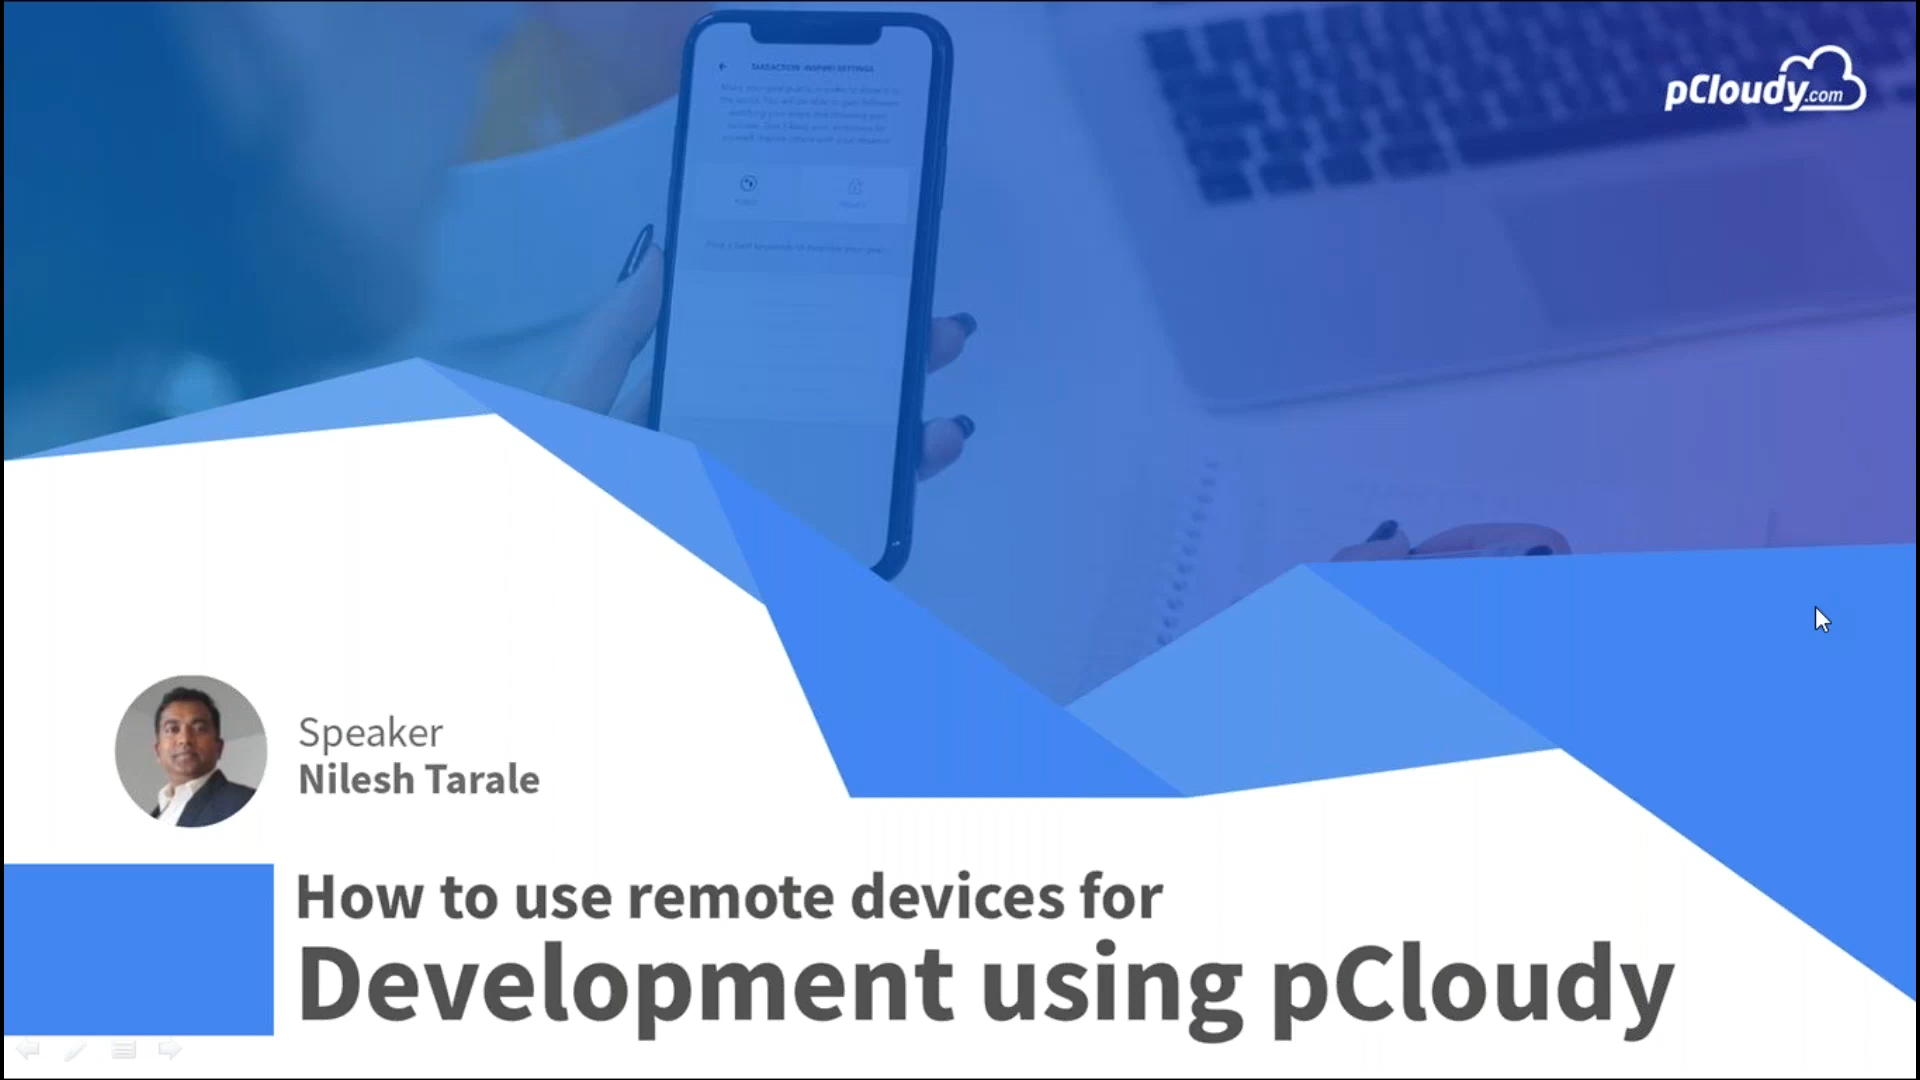 pCloudy.com
Speaker
Nilesh Tarale
How to use remote devices for
Development using pCloudy